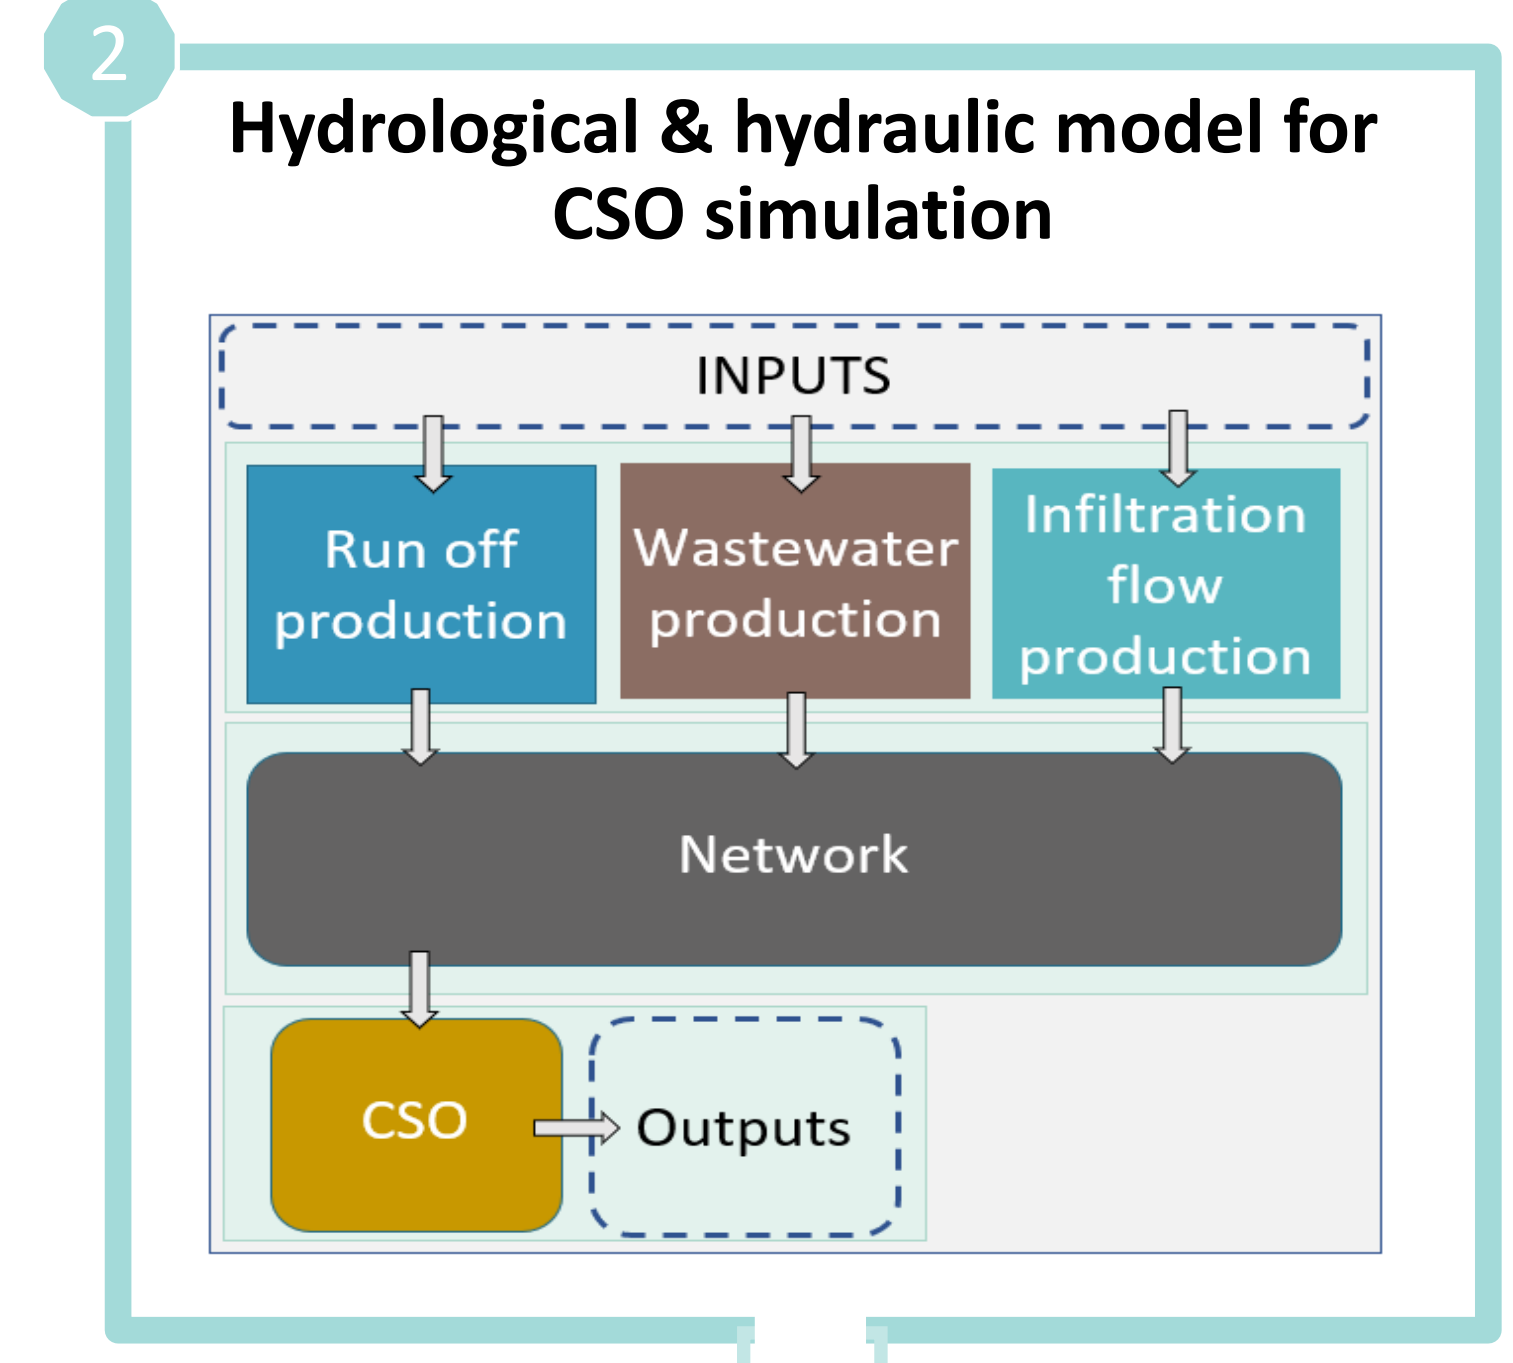 2
Hydrological & hydraulic model for
CSO simulation
INPUTS
Run off
production
Wastewater
production
Infiltration
flow
production
Network
CSO
Outputs